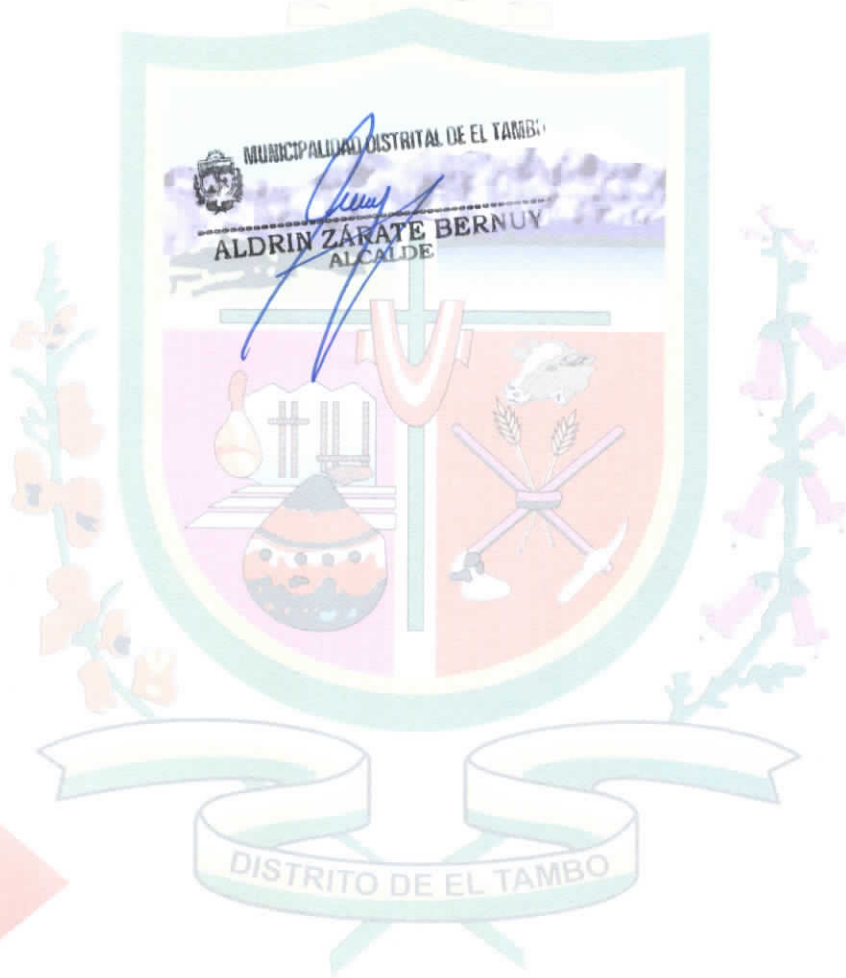 MUNICIPALIDAD DISTRITAL DE EL TAMBO
ALDRIN ZÁRATE BERNUY
ALCALDE
DISTRITO DE EL TAMBO